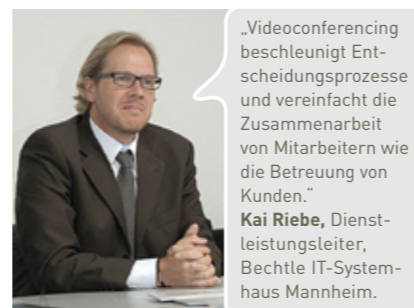 „Videoconferencing
beschleunigt Ent-
scheidungsprozesse
und vereinfacht die
Zusammenarbeit
von Mitarbeitern wie
die Betreuung von
Kunden.“
Kai Riebe, Dienst-
leistungsleiter,
Bechtle IT-System-
haus Mannheim.